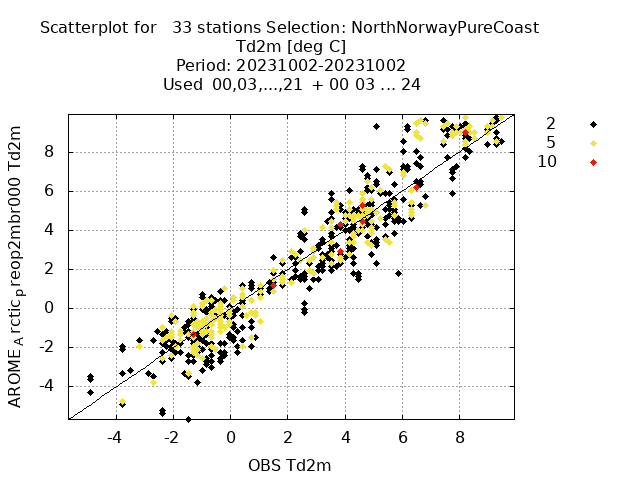 Scatterplot for   33 stations Selection: NorthNorwayPureCoast
Td2m [deg C]
Period: 20231002-20231002
Used  00,03,...,21  + 00 03 ... 24
2
5
10
8
6
4
2
0
-2
-4
AROME_Arctic_preop2mbr000 Td2m
-4 -2 0 2 4 6 8
OBS Td2m